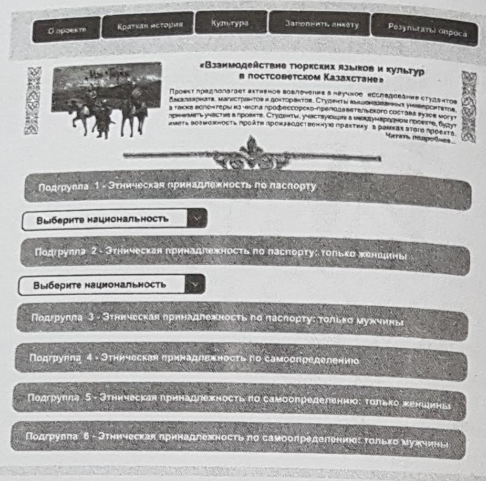 О проекте
Краткая история
Культура
Заполнить анкету
Результаты опроса
«Взаимодействие тюркских языков и культур
в постсоветском Казахстане»
Проект предполагает активное вовлечение в научное исследование студентов
бакалавриата, магистрантов и докторантов. Студенты вышеназванных университетов,
а также волонтеры из числа профессорско-преподавательского состава вузов могут
принимать участие в проекте. Студенты, участвующие в международном проекте, будут
иметь возможность пройти производственную практику в рамках этого проекта.
Читать подробнее...
Подгруппа 1 - Этническая принадлежность по паспорту
Выберите национальность
Подгруппа 2 - Этническая принадлежность по паспорту: только женщины
Выберите национальность
Подгруппа 3 - Этническая принадлежность по паспорту: только мужчины
Подгруппа 4 - Этническая принадлежность по самоопределению
Подгруппа 5 - Этническая принадлежность по самоопределению: только женщины
Подгруппа 6 - Этническая принадлежность по самоопределению: только мужчины